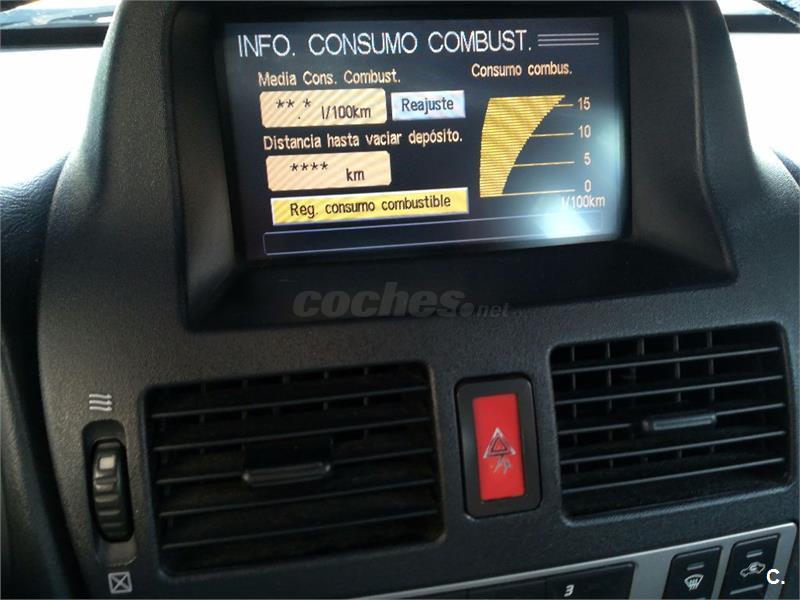 INFO. CONSUMO COMBUST.
Media Cons. Combust.
Consumo combus.
**.* l/100km
Reajuste
15
10
5
0
l/100km
Distancia hasta vaciar depósito.
**** km
Reg. consumo combustible
coches.net
3
C.